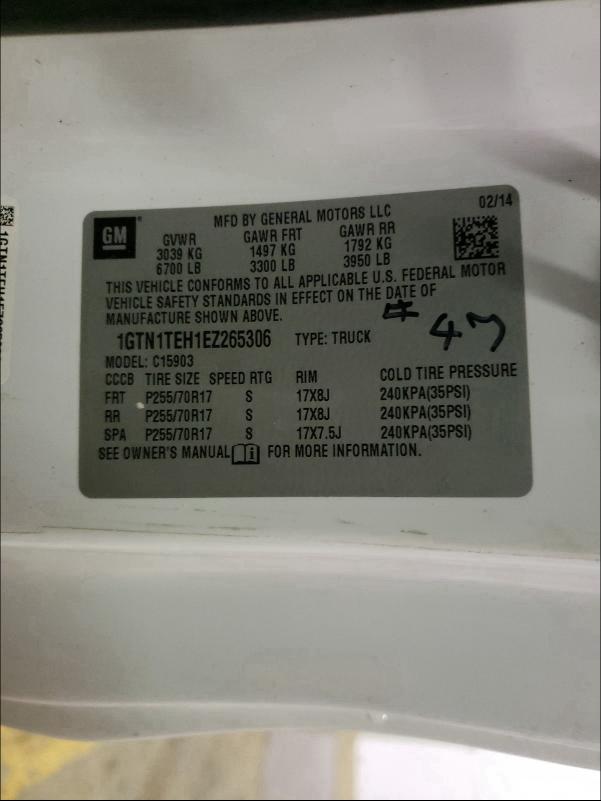 02/14
GM
MFD BY GENERAL MOTORS LLC
GVWR GAWR FRT GAWR RR
3039 KG 1497 KG 1792 KG
6700 LB 3300 LB 3950 LB
THIS VEHICLE CONFORMS TO ALL APPLICABLE U.S. FEDERAL MOTOR
VEHICLE SAFETY STANDARDS IN EFFECT ON THE DATE OF
MANUFACTURE SHOWN ABOVE.
1GTN1TEH1EZ265306 TYPE: TRUCK
MODEL: C15903
CCCB TIRE SIZE SPEED RTG RIM COLD TIRE PRESSURE
FRT P255/70R17 S 17X8J 240KPA(35PSI)
RR P255/70R17 S 17X8J 240KPA(35PSI)
SPA P255/70R17 S 17X7.5J 240KPA(35PSI)
SEE OWNER'S MANUAL FOR MORE INFORMATION.